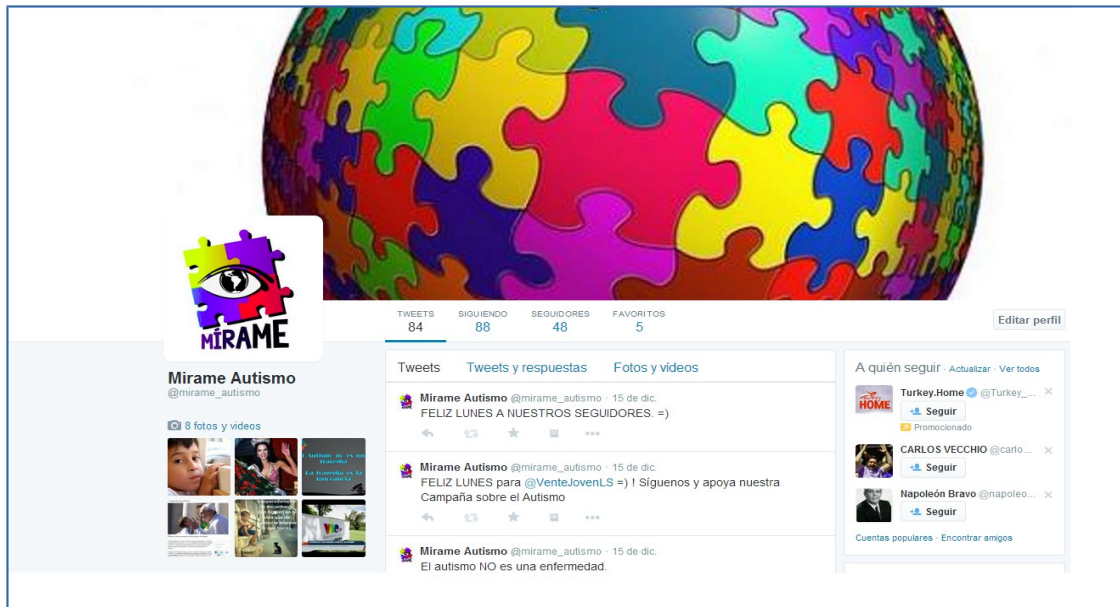 MÍRAME
TWEETS
84
SIGUIENDO
88
SEGUIDORES
48
FAVORITOS
5
Editar perfil
Mirame Autismo
@mirame_autismo
8 fotos y videos
Tweets Tweets y respuestas Fotos y vídeos
Mirame Autismo @mirame_autismo · 15 de dic.
FELIZ LUNES A NUESTROS SEGUIDORES. =)
Mirame Autismo @mirame_autismo · 15 de dic.
FELIZ LUNES para @VenteJovenLS =) ! Síguenos y apoya nuestra
Campaña sobre el Autismo
Mirame Autismo @mirame_autismo · 15 de dic.
El autismo NO es una enfermedad.
A quién seguir · Actualizar · Ver todos
Turkey.Home @Turkey_...
HOME
Seguir
Promocionado
CARLOS VECCHIO @carlo...
Seguir
Napoleón Bravo @napoleo...
Seguir
Cuentas populares · Encontrar amigos